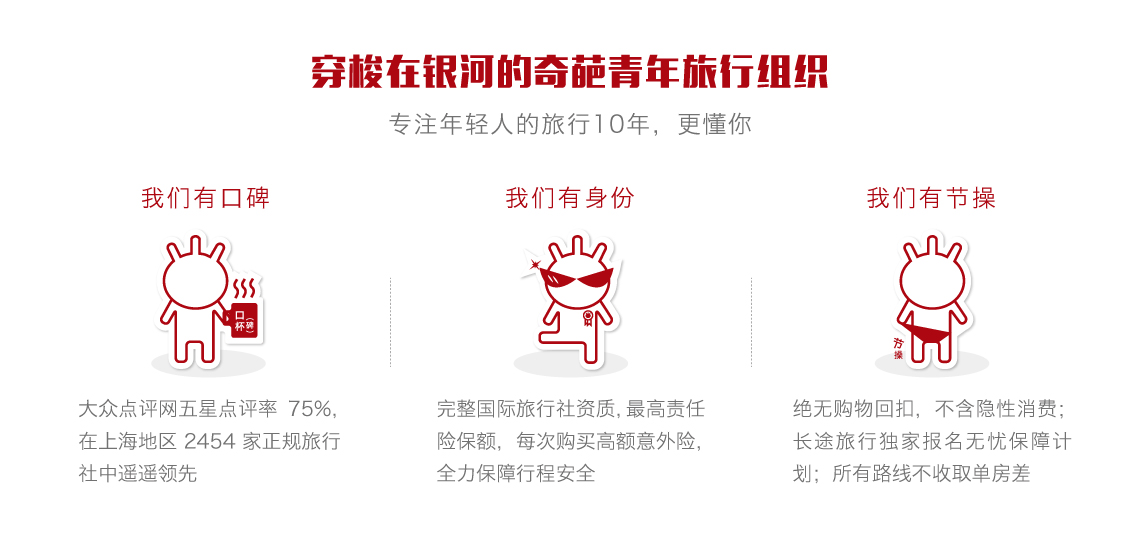 穿梭在银河的奇葩青年旅行组织
专注年轻人的旅行10年，更懂你
我们有口碑
口杯（碑）
大众点评网五星点评率 75%，
在上海地区 2454 家正规旅行
社中遥遥领先
我们有身份
完整国际旅行社资质, 最高责任
险保额，每次购买高额意外险，
全力保障行程安全
我们有节操
节操
绝无购物回扣，不含隐性消费；
长途旅行独家报名无忧保障计
划；所有路线不收取单房差